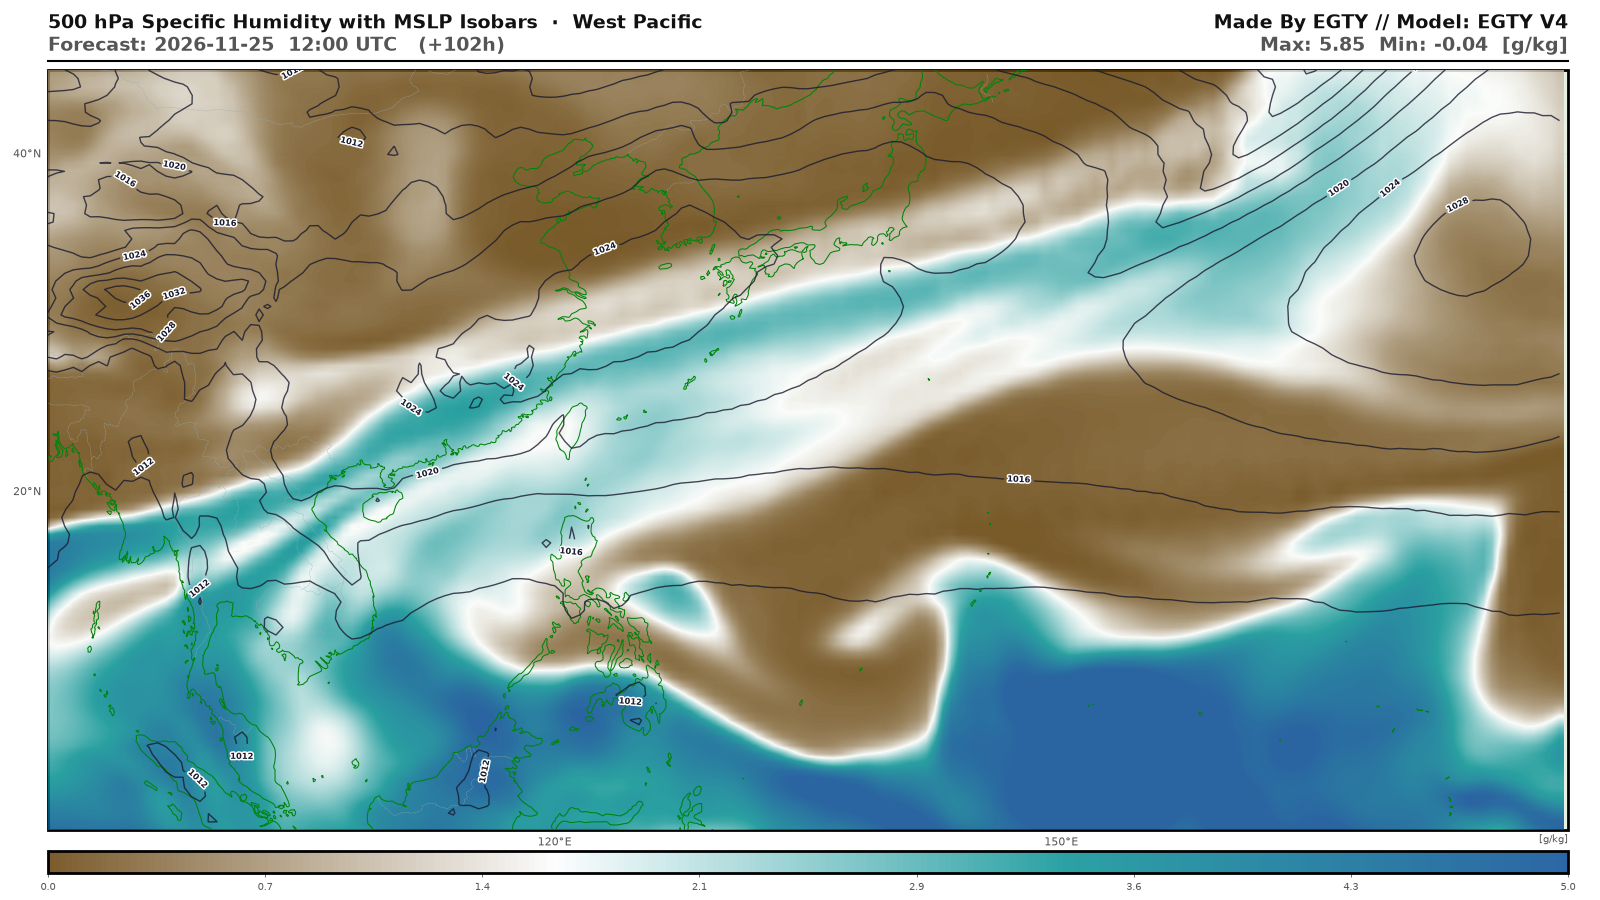 500 hPa Specific Humidity with MSLP Isobars · West Pacific
Made By EGTY // Model: EGTY V4
Forecast: 2026-11-25 12:00 UTC (+102h)
Max: 5.85 Min: -0.04 [g/kg]
1012
40°N
1020
1016
1020
1024
1016
1028
1016
1024
1024
1036
1032
1028
1024
1024
1012
1020
1016
20°N
1016
1012
1012
1012
1012
1012
120°E
150°E
[g/kg]
0.0 0.7 1.4 2.1 2.9 3.6 4.3 5.0